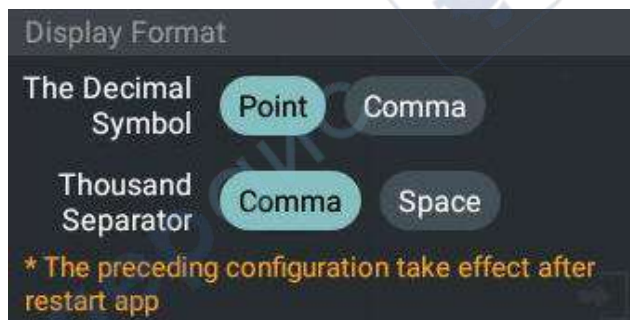 Display Format
The Decimal
Symbol
Point
Comma
Thousand
Separator
Comma
Space
* The preceding configuration take effect after
restart app